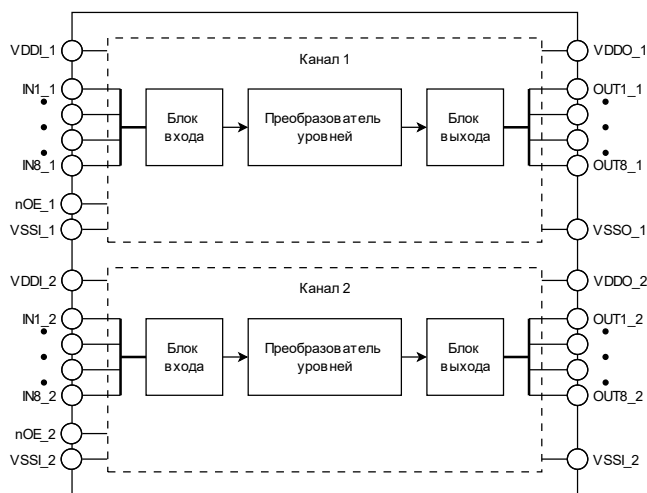 VDDI_1
Канал 1
VDDO_1
IN1_1
OUT1_1
Блок входа
Преобразователь уровней
Блок выхода
IN8_1
OUT8_1
nOE_1
VSSI_1
VSSO_1
VDDI_2
Канал 2
VDDO_2
IN1_2
OUT1_2
Блок входа
Преобразователь уровней
Блок выхода
IN8_2
OUT8_2
nOE_2
VSSI_2
VSSI_2